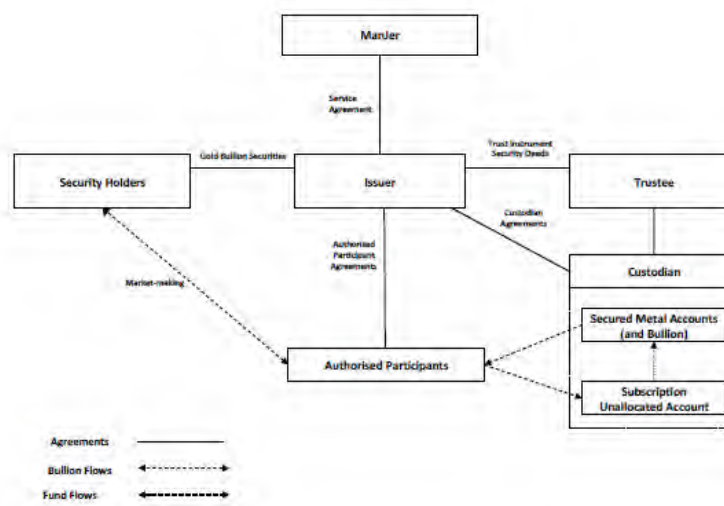 ManJer
Service
Agreement
Gold Bullion Securities
Trust Instrument
Security Deeds
Security Holders
Issuer
Trustee
Custodian
Agreements
Authorised
Participant
Agreements
Custodian
Market-making
Secured Metal Accounts
(and Bullion)
Authorised Participants
Subscription
Unallocated Account
Agreements
Bullion Flows
Fund Flows